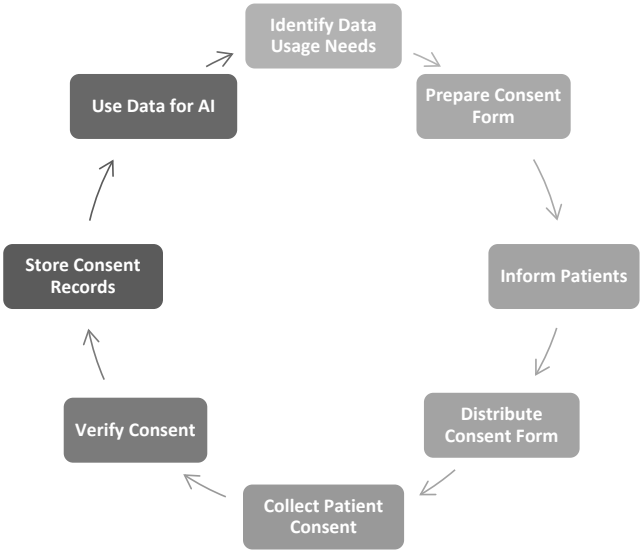 Identify Data
Usage Needs
Prepare Consent
Form
Inform Patients
Distribute
Consent Form
Collect Patient
Consent
Verify Consent
Store Consent
Records
Use Data for AI